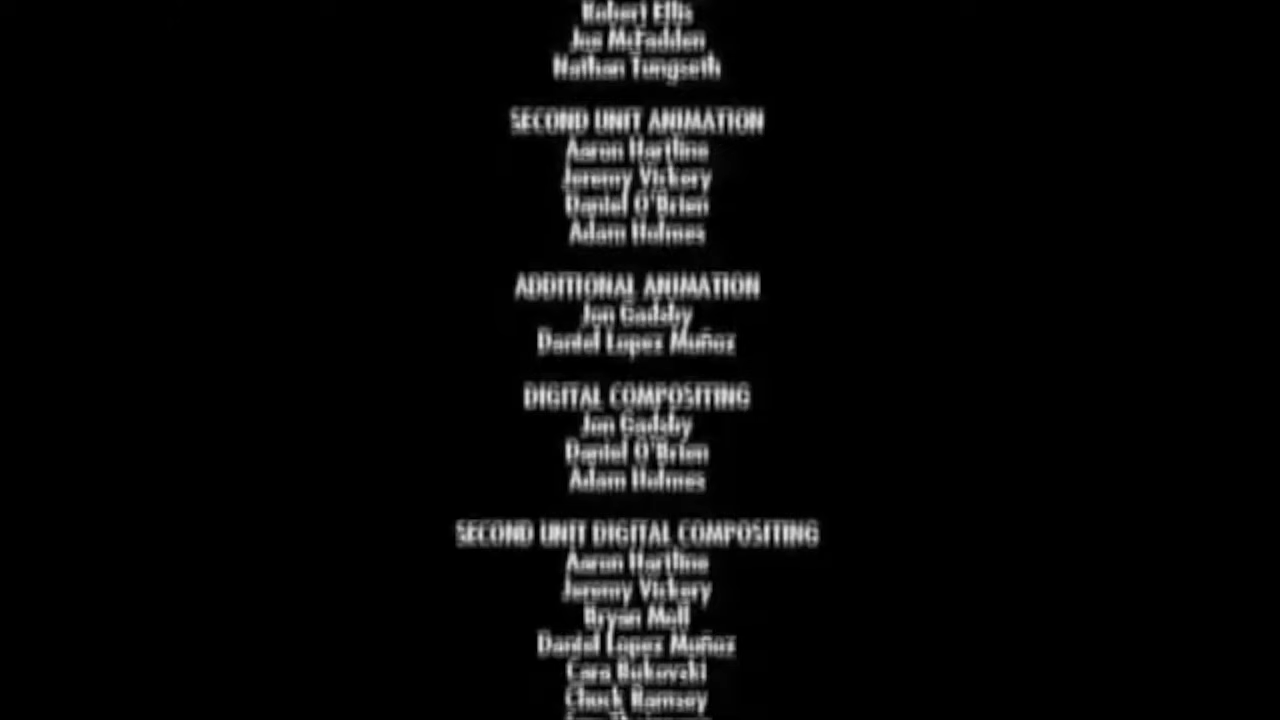 Robert Ellis
Joe McFadden
Nathan Tungseth
SECOND UNIT ANIMATION
Aaron Hartline
Jeremy Vickery
Daniel O'Brien
Adam Holmes
ADDITIONAL ANIMATION
Jon Gadsby
Daniel Lopez Muñoz
DIGITAL COMPOSITING
Jon Gadsby
Daniel O'Brien
Adam Holmes
SECOND UNIT DIGITAL COMPOSITING
Aaron Hartline
Jeremy Vickery
Bryan
Daniel Lopez Muñoz
Cara Bukovski
Chuck Ramsey